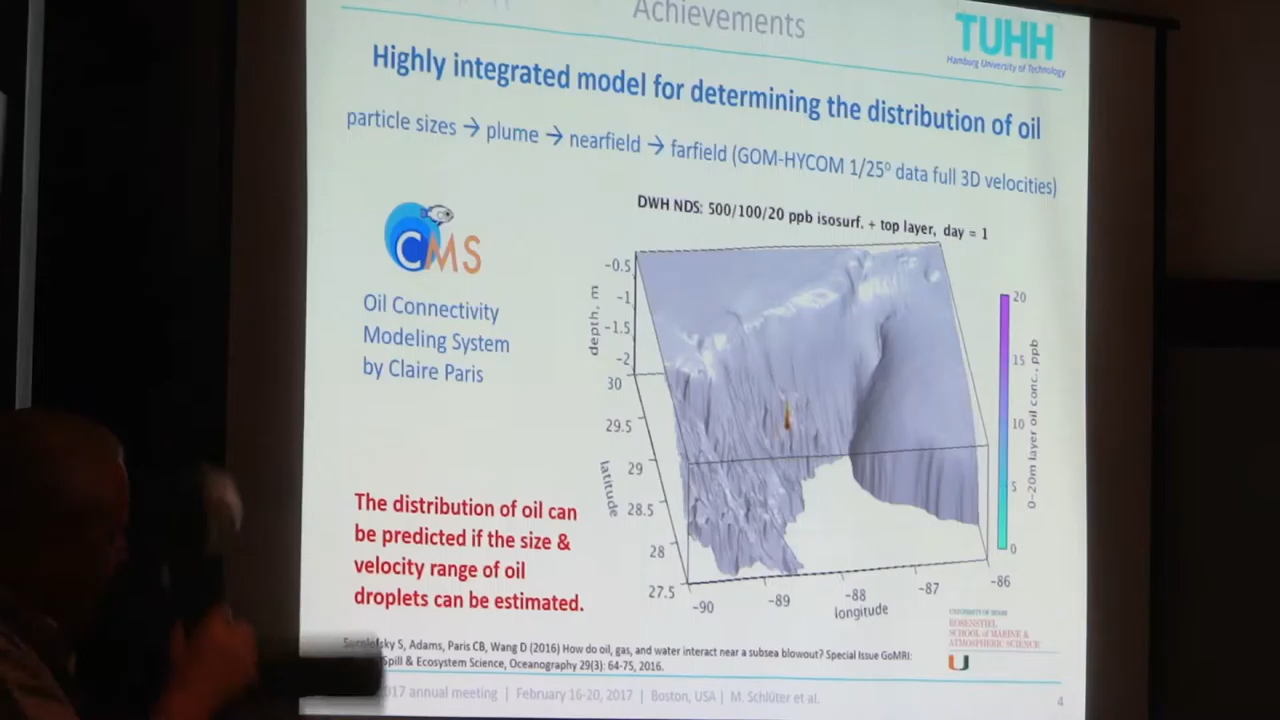 Achievements
TUHH
Hamburg University of Technology
Highly integrated model for determining the distribution of oil
particle sizes → plume → nearfield → farfield (GOM-HYCOM 1/25° data full 3D velocities)
CMS
Oil Connectivity
Modeling System
by Claire Paris
DWH NDS: 500/100/20 ppb isosurf. + top layer, day = 1
depth, m
-0.5
-1
-1.5
-2
latitude
30
29.5
29
28.5
28
27.5
longitude
-90
-89
-88
-87
-86
20
15
10
5
0
0-20m layer oil conc., ppb
The distribution of oil can
be predicted if the size &
velocity range of oil
droplets can be estimated.
UNIVERSITY OF MIAMI
ROSENSTIEL
SCHOOL of MARINE &
ATMOSPHERIC SCIENCE
S, Adams, Paris CB, Wang D (2016) How do oil, gas, and water interact near a subsea blowout? Special Issue GoMRI:
Spill & Ecosystem Science, Oceanography 29(3): 64-75, 2016.
017 annual meeting | February 16-20, 2017 | Boston, USA | M. Schlüter et al.
4